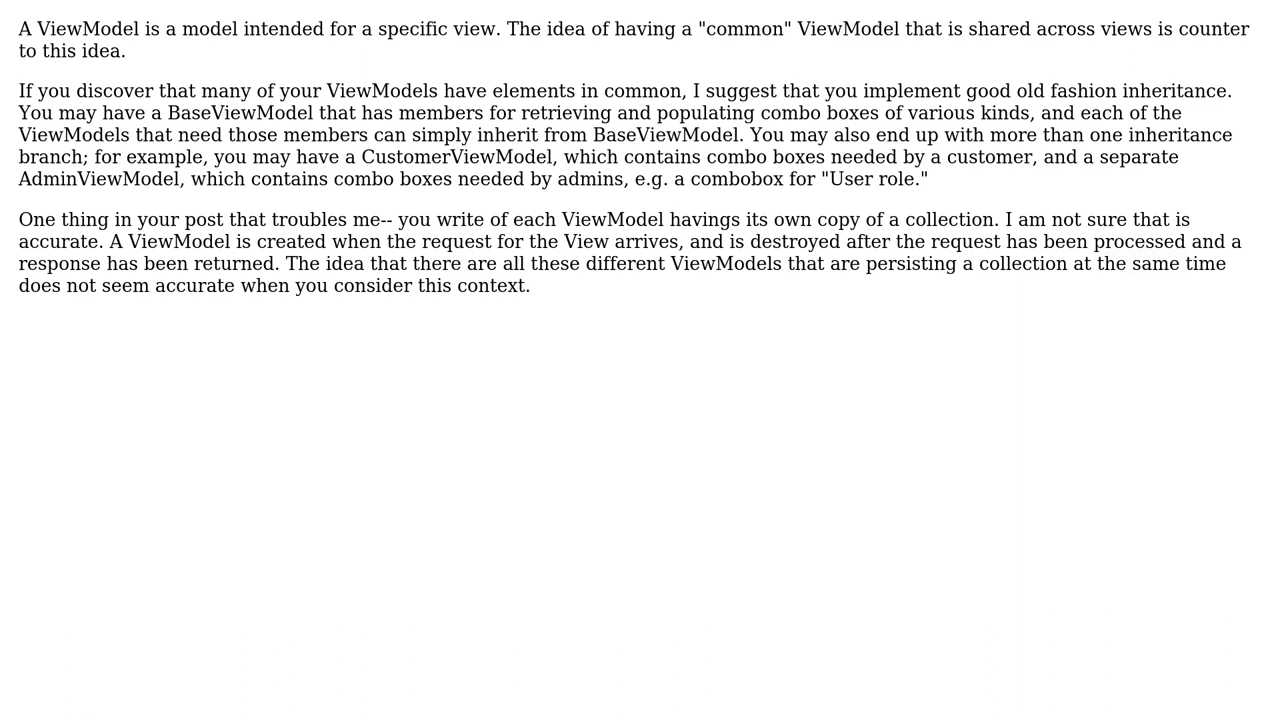 A ViewModel is a model intended for a specific view. The idea of having a "common" ViewModel that is shared across views is counter
to this idea.
If you discover that many of your ViewModels have elements in common, I suggest that you implement good old fashion inheritance.
You may have a BaseViewModel that has members for retrieving and populating combo boxes of various kinds, and each of the
ViewModels that need those members can simply inherit from BaseViewModel. You may also end up with more than one inheritance
branch; for example, you may have a CustomerViewModel, which contains combo boxes needed by a customer, and a separate
AdminViewModel, which contains combo boxes needed by admins, e.g. a combobox for "User role."
One thing in your post that troubles me-- you write of each ViewModel havings its own copy of a collection. I am not sure that is
accurate. A ViewModel is created when the request for the View arrives, and is destroyed after the request has been processed and a
response has been returned. The idea that there are all these different ViewModels that are persisting a collection at the same time
does not seem accurate when you consider this context.